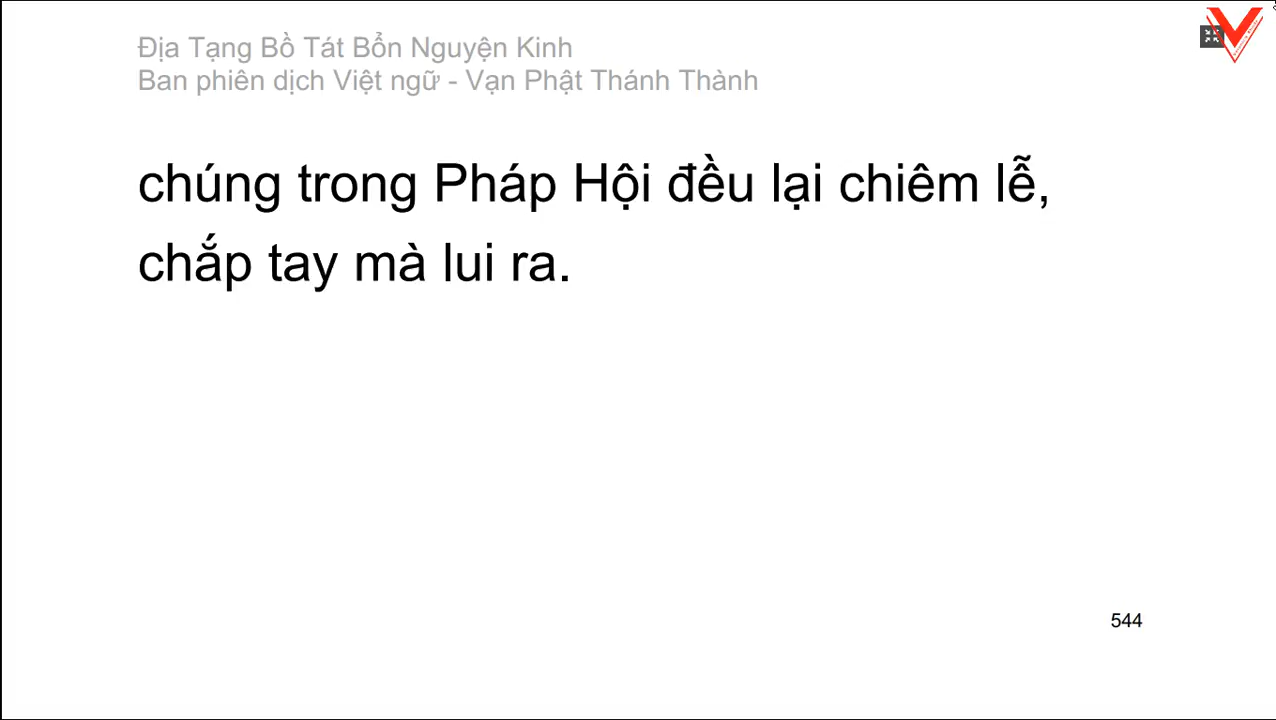 Địa Tạng Bồ Tát Bổn Nguyện Kinh
Ban phiên dịch Việt ngữ - Vạn Phật Thánh Thành
chúng trong Pháp Hội đều lại chiêm lễ,
chắp tay mà lui ra.
544